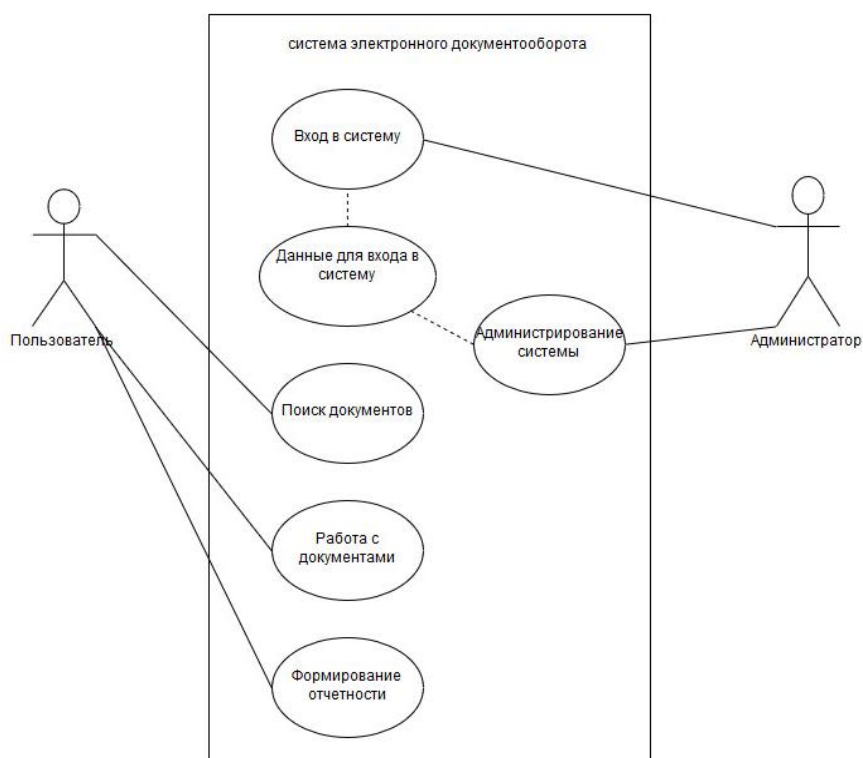 система электронного документооборота
Вход в систему
Данные для входа в
систему
Администрирование
системы
Пользователь
Администратор
Поиск документов
Работа с
документами
Формирование
отчетности